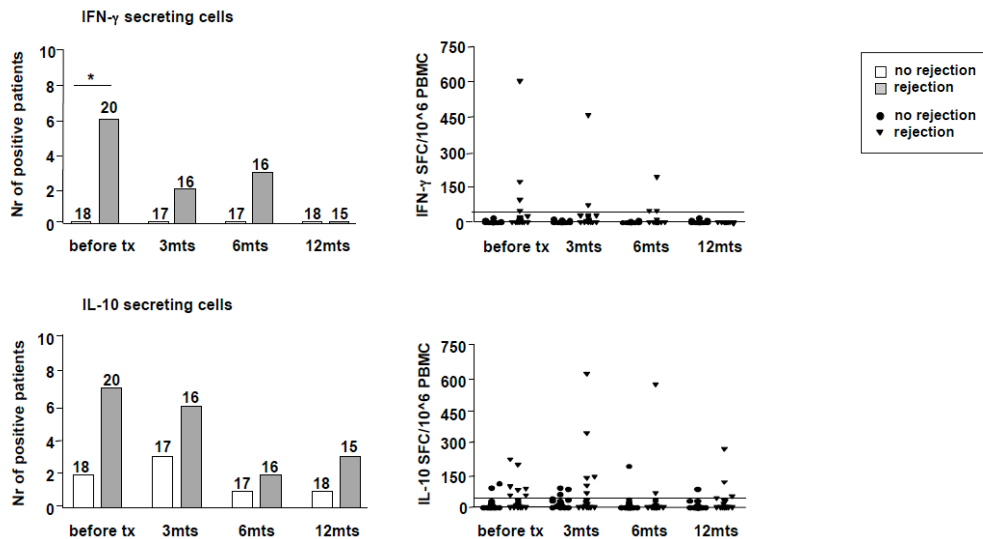 IFN-γ secreting cells
Nr of positive patients
10
8
6
4
2
0
*
18
20
17
16
17
16
18
15
before tx
3mts
6mts
12mts
IFN-γ SFC/10^6 PBMC
750
600
450
300
150
0
before tx
3mts
6mts
12mts
no rejection
rejection
no rejection
rejection
IL-10 secreting cells
Nr of positive patients
10
8
6
4
2
0
18
20
17
16
17
16
18
15
before tx
3mts
6mts
12mts
IL-10 SFC/10^6 PBMC
750
600
450
300
150
0
before tx
3mts
6mts
12mts